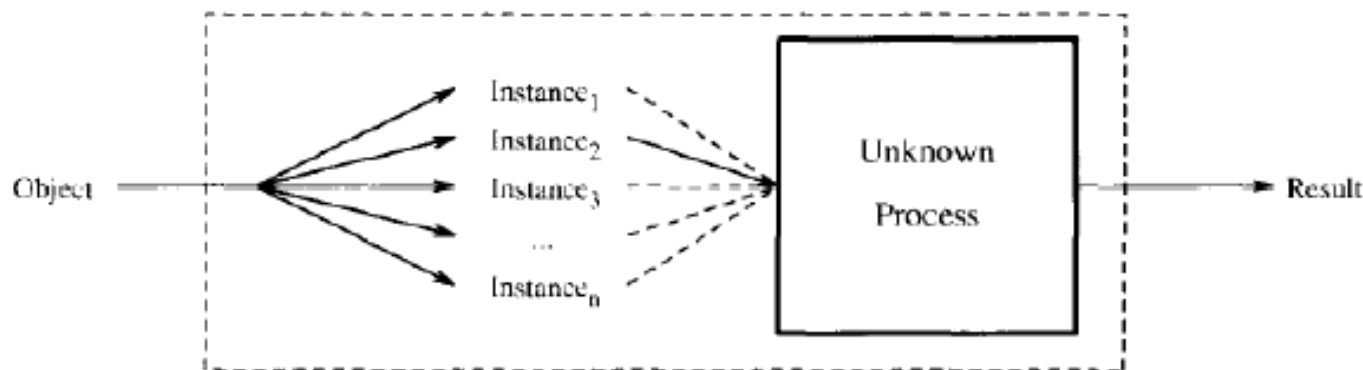 Instance1
Instance2
Unknown
Object
Instance3
Result
Process
...
Instancen